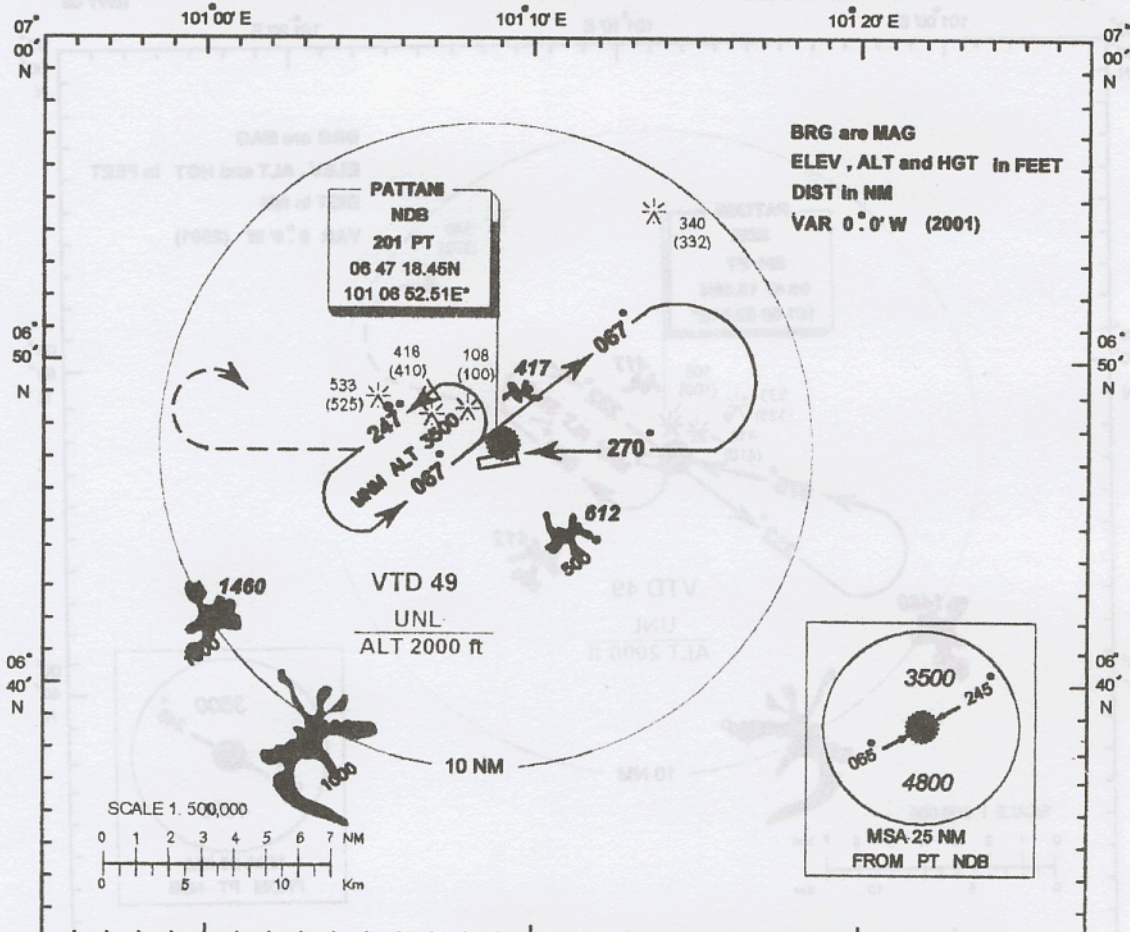 101° 00' E
101° 10' E
101° 20' E
07° 00' N
07° 00' N
BRG are MAG
ELEV, ALT and HGT in FEET
DIST in NM
VAR 0° 0' W (2001)
PATTANI
NDB
201 PT
06 47 18.45N
101 08 52.51E*
340
(332)
06° 50' N
06° 50' N
067°
418
(410)
108
(100)
417
533
(525)
247°
MNM ALT 3500
067°
270°
612
500
VTD 49
UNL
ALT 2000 ft
1460
1000
06° 40' N
06° 40' N
3500
245°
065°
4800
MSA 25 NM
FROM PT NDB
10 NM
1000
SCALE 1: 500,000
0 1 2 3 4 5 6 7 NM
0 5 10 Km